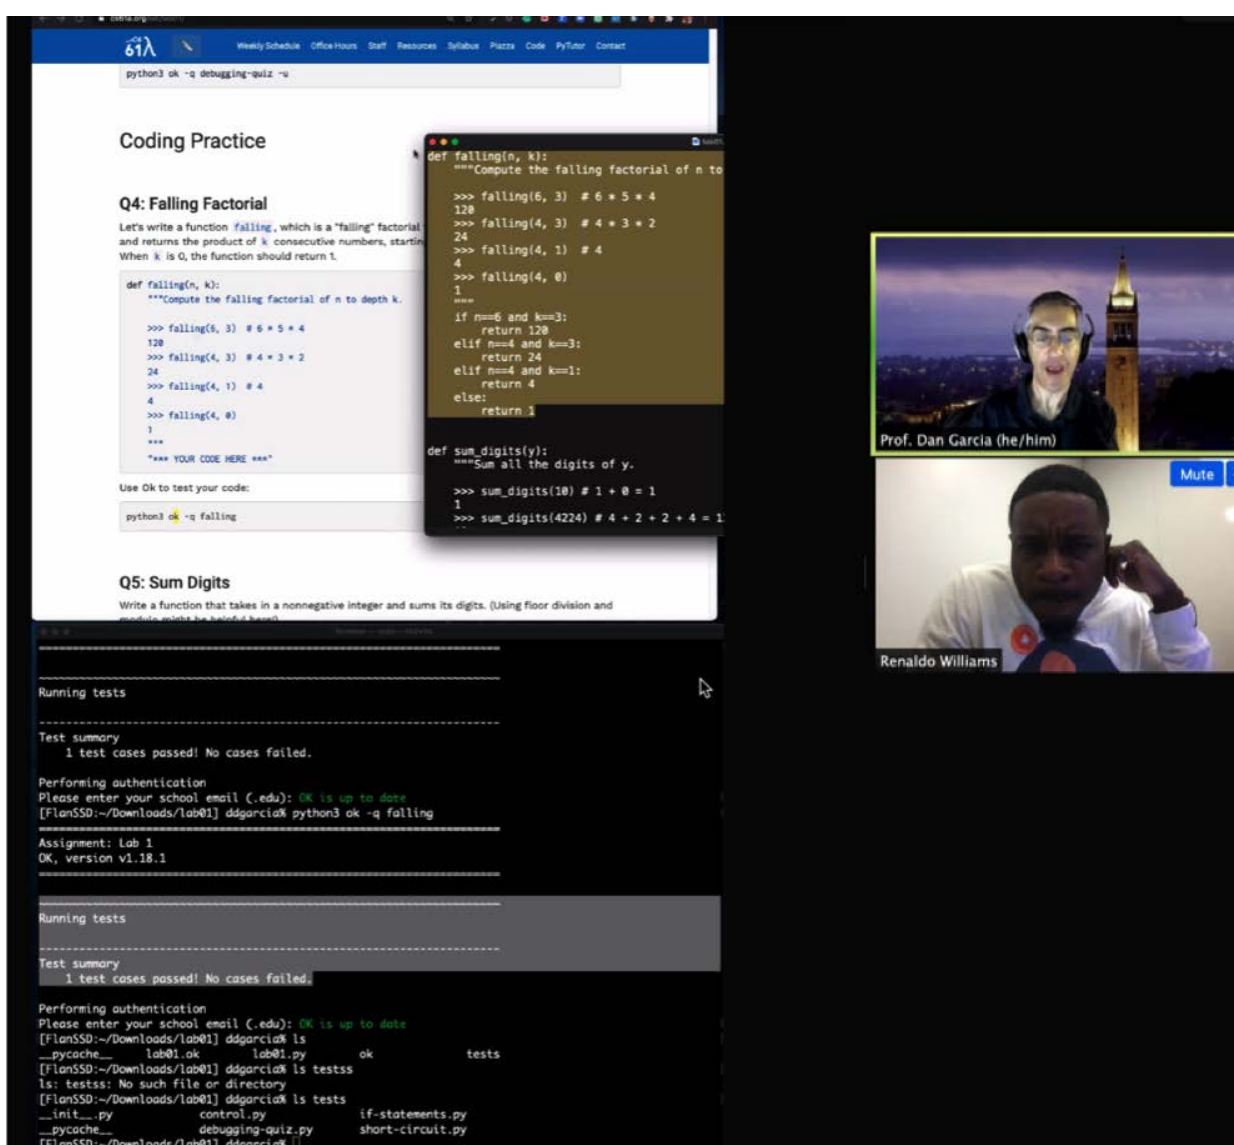 cs61a.org
61λ
Weekly Schedule Office Hours Staff Resources Syllabus Piazza Code PyTutor Contact
python3 ok -q debugging-quiz -u
Coding Practice
Q4: Falling Factorial
Let's write a function falling, which is a "falling" factorial
and returns the product of k consecutive numbers, startin
When k is 0, the function should return 1.
def falling(n, k):
"""Compute the falling factorial of n to depth k.
>>> falling(6, 3) # 6 * 5 * 4
120
>>> falling(4, 3) # 4 * 3 * 2
24
>>> falling(4, 1) # 4
4
>>> falling(4, 0)
1
"""
"*** YOUR CODE HERE ***"
Use Ok to test your code:
python3 ok -q falling
Q5: Sum Digits
Write a function that takes in a nonnegative integer and sums its digits. (Using floor division and
modulo might be helpful here!)
def falling(n, k):
"""Compute the falling factorial of n to
>>> falling(6, 3) # 6 * 5 * 4
120
>>> falling(4, 3) # 4 * 3 * 2
24
>>> falling(4, 1) # 4
4
>>> falling(4, 0)
1
"""
if n==6 and k==3:
return 120
elif n==4 and k==3:
return 24
elif n==4 and k==1:
return 4
else:
return 1
def sum_digits(y):
"""Sum all the digits of y.
>>> sum_digits(10) # 1 + 0 = 1
1
>>> sum_digits(4224) # 4 + 2 + 2 + 4 = 1
Running tests
Test summary
1 test cases passed! No cases failed.
Performing authentication
Please enter your school email (.edu): OK is up to date
[FlanSSD:~/Downloads/lab01] ddgarcia% python3 ok -q falling
Assignment: Lab 1
OK, version v1.18.1
Running tests
Test summary
1 test cases passed! No cases failed.
Performing authentication
Please enter your school email (.edu): OK is up to date
[FlanSSD:~/Downloads/lab01] ddgarcia% ls
__pycache__ lab01.ok lab01.py ok tests
[FlanSSD:~/Downloads/lab01] ddgarcia% ls testss
ls: testss: No such file or directory
[FlanSSD:~/Downloads/lab01] ddgarcia% ls tests
__init__.py control.py if-statements.py
__pycache__ debugging-quiz.py short-circuit.py
[FlanSSD:~/Downloads/lab01] ddgarcia%
Prof. Dan Garcia (he/him)
Mute
Renaldo Williams